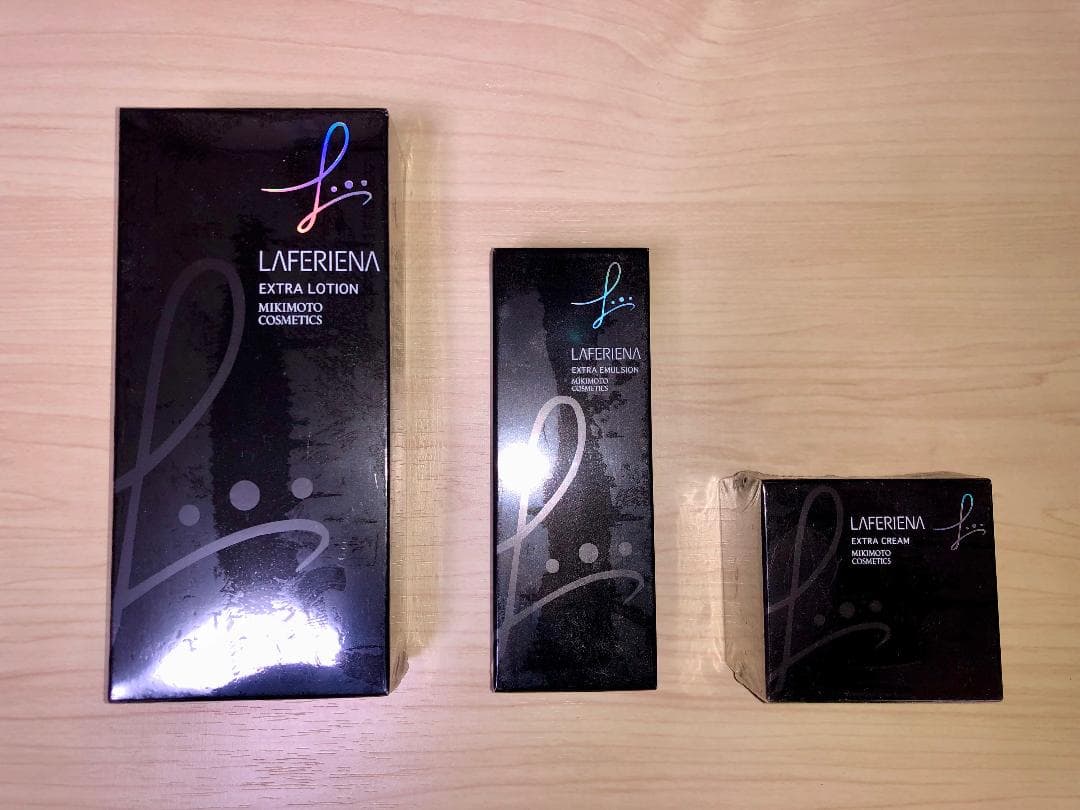 LAFERIENA
EXTRA LOTION
MIKIMOTO
COSMETICS
LAFERIENA
EXTRA EMULSION
MIKIMOTO
COSMETICS
LAFERIENA
EXTRA CREAM
MIKIMOTO
COSMETICS